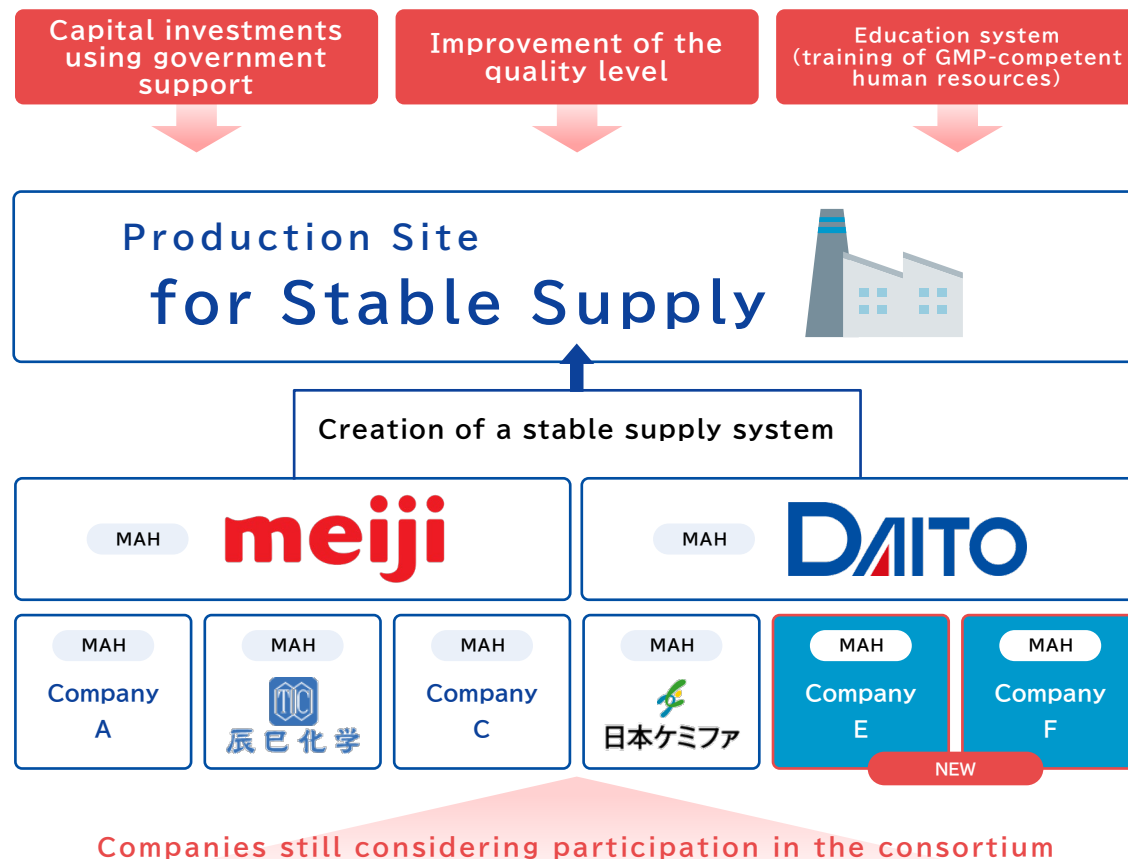 Capital investments
using government
support
Improvement of the
quality level
Education system
(training of GMP-competent
human resources)
Production Site
for Stable Supply
Creation of a stable supply system
MAH
meiji
MAH
DAITO
MAH
Company
A
MAH
TC
辰巳化学
MAH
Company
C
MAH
日本ケミファ
MAH
Company
E
MAH
Company
F
NEW
Companies still considering participation in the consortium